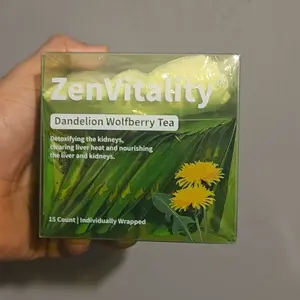 ZenVitality
Dandelion Wolfberry Tea
Detoxifying the kidneys,
clearing liver heat and nourishing
the liver and kidneys.
15 Count | Individually Wrapped